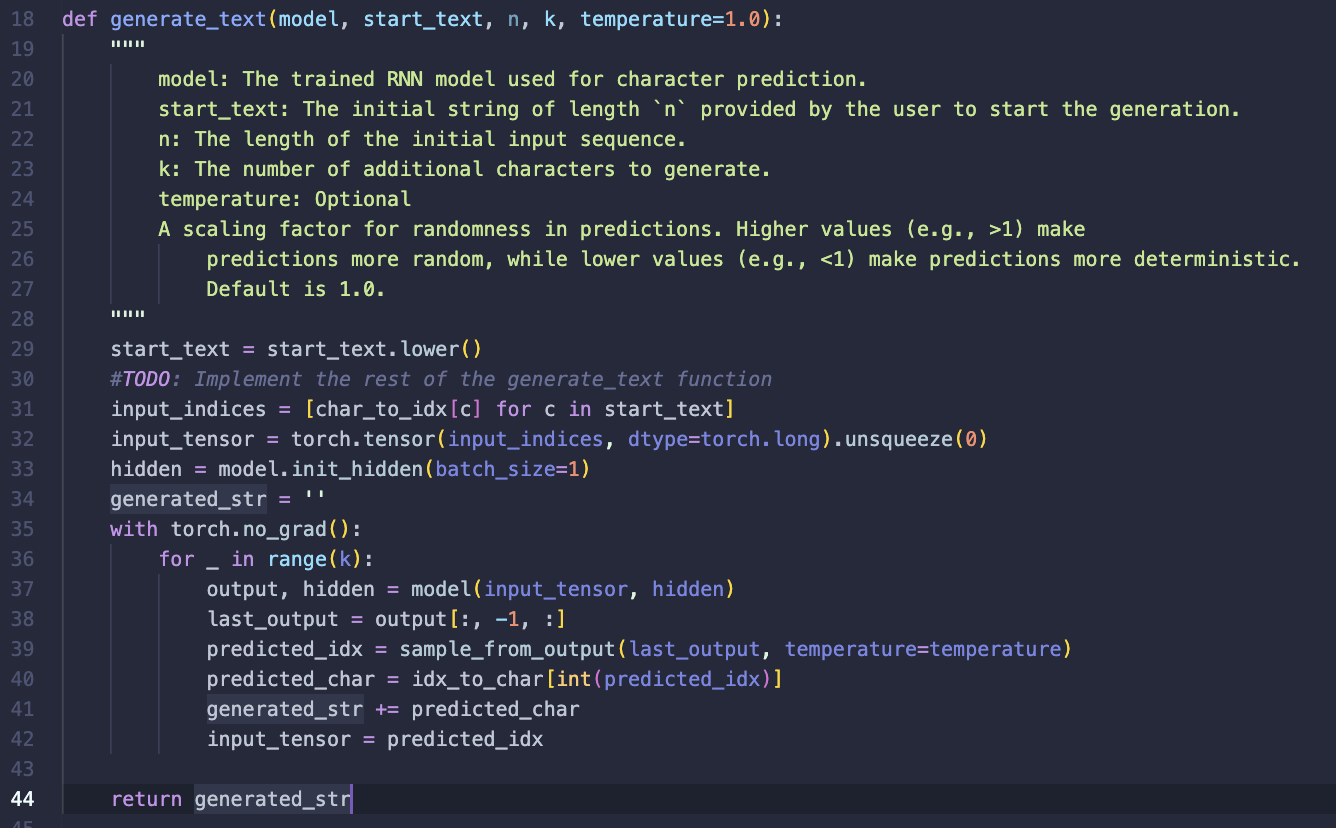 18 def generate_text(model, start_text, n, k, temperature=1.0):
19     """
20         model: The trained RNN model used for character prediction.
21         start_text: The initial string of length `n` provided by the user to start the generation.
22         n: The length of the initial input sequence.
23         k: The number of additional characters to generate.
24         temperature: Optional
25         A scaling factor for randomness in predictions. Higher values (e.g., >1) make
26             predictions more random, while lower values (e.g., <1) make predictions more deterministic.
27             Default is 1.0.
28     """
29     start_text = start_text.lower()
30     #TODO: Implement the rest of the generate_text function
31     input_indices = [char_to_idx[c] for c in start_text]
32     input_tensor = torch.tensor(input_indices, dtype=torch.long).unsqueeze(0)
33     hidden = model.init_hidden(batch_size=1)
34     generated_str = ''
35     with torch.no_grad():
36         for _ in range(k):
37             output, hidden = model(input_tensor, hidden)
38             last_output = output[:, -1, :]
39             predicted_idx = sample_from_output(last_output, temperature=temperature)
40             predicted_char = idx_to_char[int(predicted_idx)]
41             generated_str += predicted_char
42             input_tensor = predicted_idx
43
44     return generated_str
45